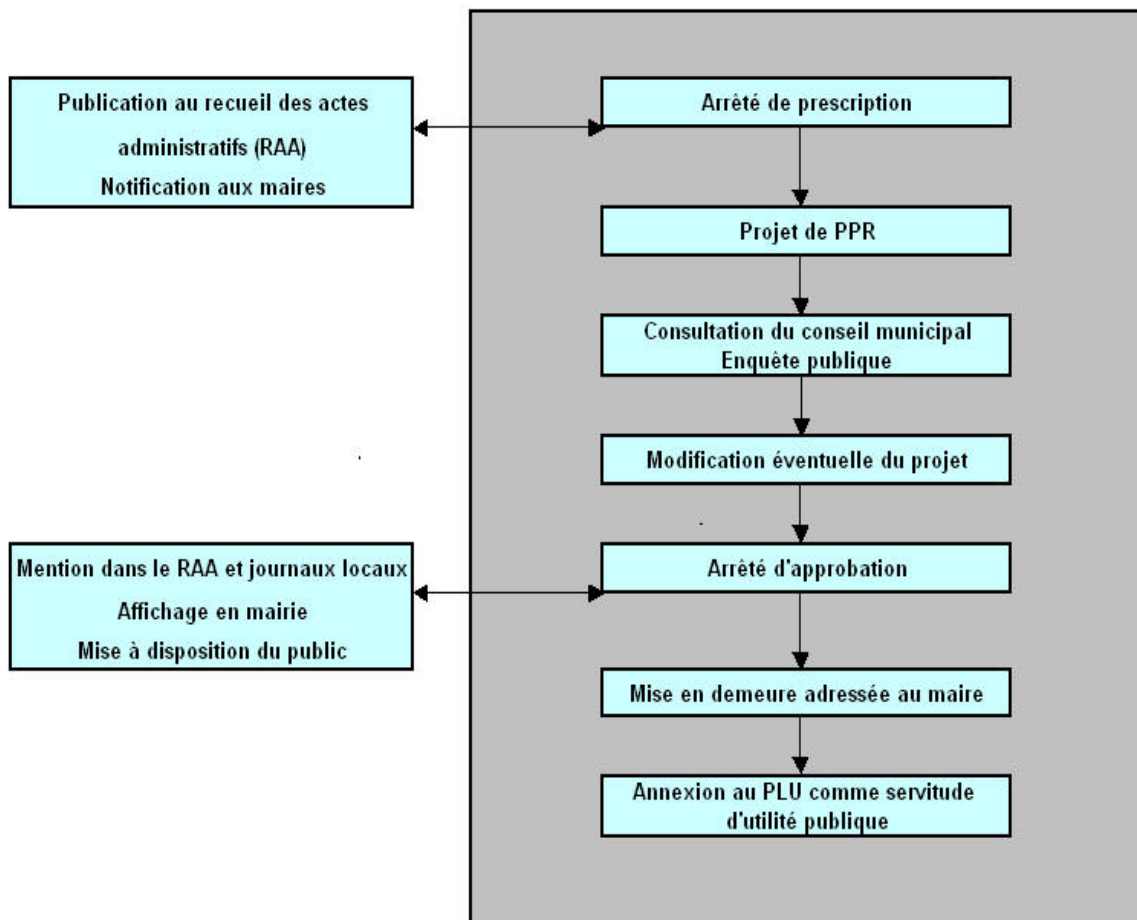 Publication au recueil des actes
administratifs (RAA)
Notification aux maires
Arrêté de prescription
Projet de PPR
Consultation du conseil municipal
Enquête publique
Modification éventuelle du projet
Mention dans le RAA et journaux locaux
Affichage en mairie
Mise à disposition du public
Arrêté d'approbation
Mise en demeure adressée au maire
Annexion au PLU comme servitude
d'utilité publique